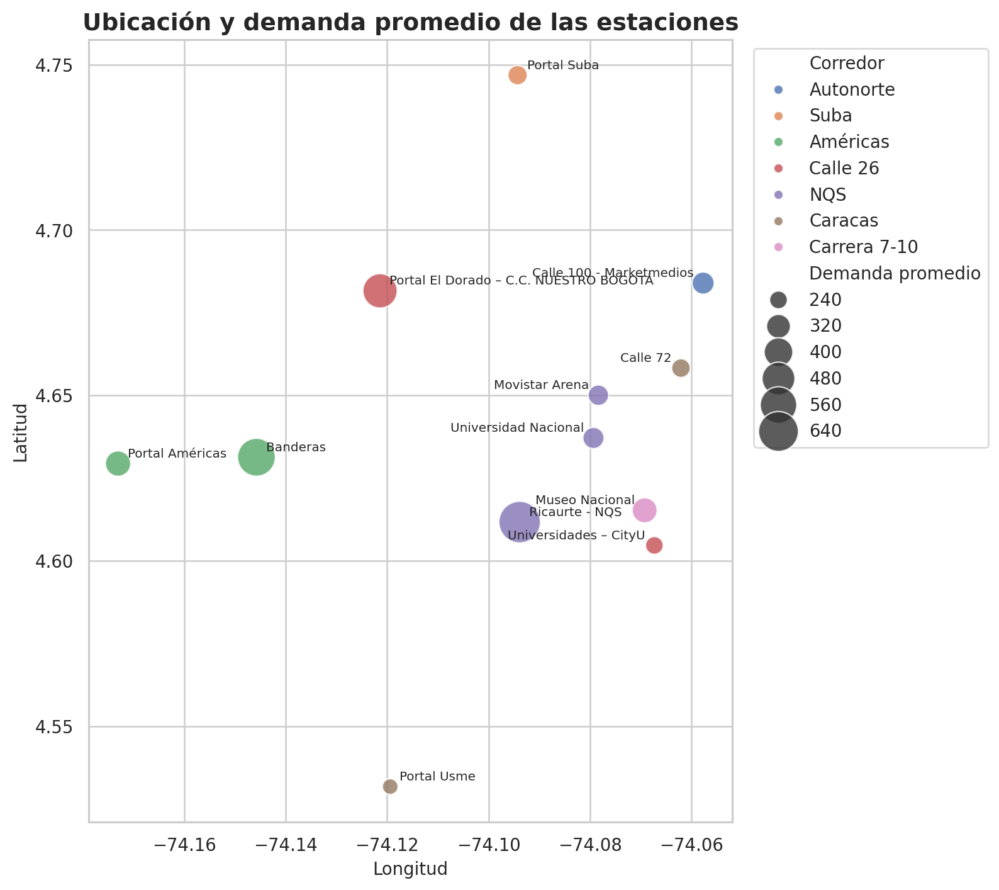 Ubicación y demanda promedio de las estaciones
Corredor
Autonorte
Suba
Américas
Calle 26
NQS
Caracas
Carrera 7-10
Demanda promedio
240
320
400
480
560
640
Latitud
4.75
4.70
4.65
4.60
4.55
Portal Suba
Calle 100 - Marketmedios
Portal El Dorado – C.C. NUESTRO BOGOTÁ
Calle 72
Movistar Arena
Universidad Nacional
Banderas
Portal Américas
Museo Nacional
Ricaurte - NQS
Universidades – CityU
Portal Usme
−74.16 −74.14 −74.12 −74.10 −74.08 −74.06
Longitud